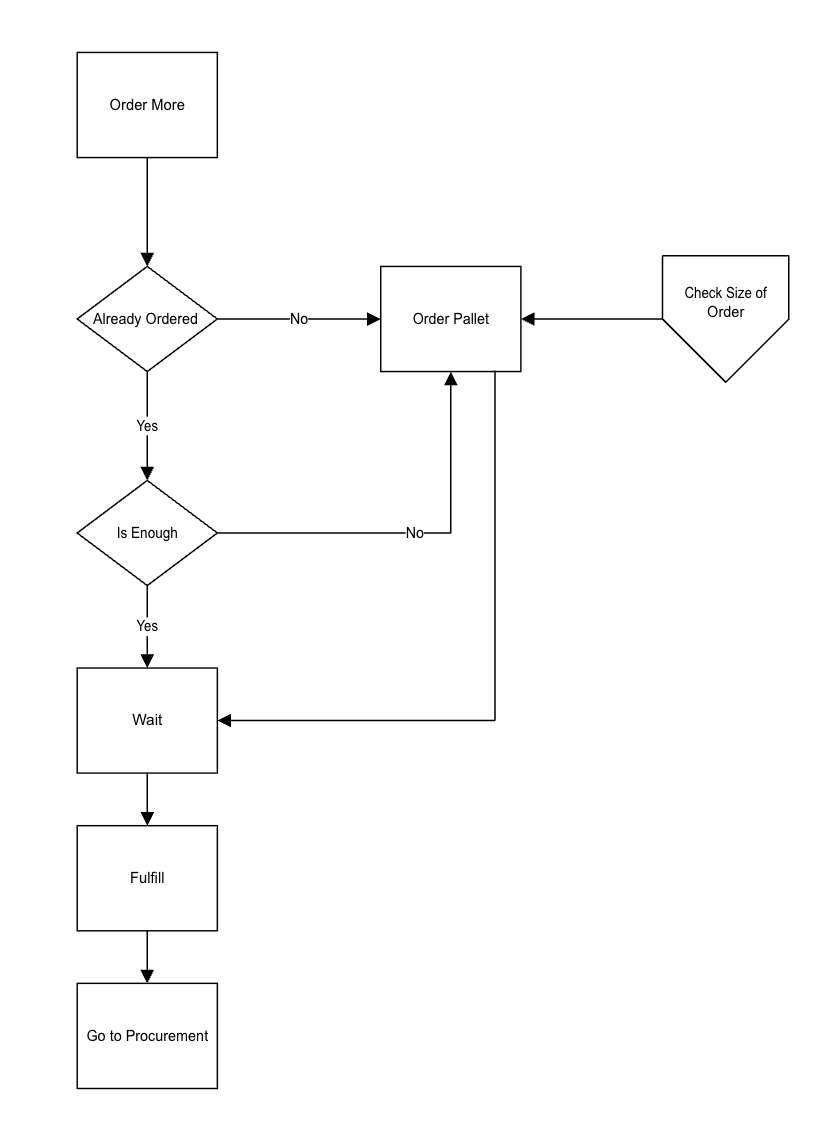 Order More
Already Ordered
No
Order Pallet
Check Size of
Order
Yes
Is Enough
No
Yes
Wait
Fulfill
Go to Procurement